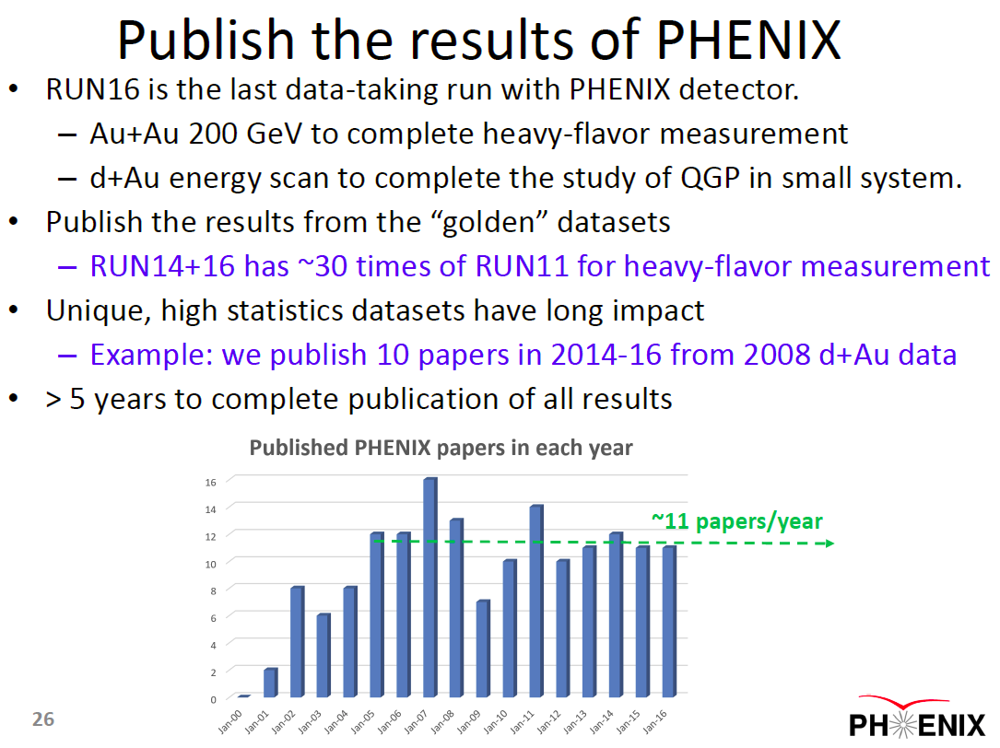 Publish the results of PHENIX
• RUN16 is the last data-taking run with PHENIX detector.
– Au+Au 200 GeV to complete heavy-flavor measurement
– d+Au energy scan to complete the study of QGP in small system.
• Publish the results from the “golden” datasets
– RUN14+16 has ~30 times of RUN11 for heavy-flavor measurement
• Unique, high statistics datasets have long impact
– Example: we publish 10 papers in 2014-16 from 2008 d+Au data
• > 5 years to complete publication of all results
Published PHENIX papers in each year
16
14
12
10
8
6
4
2
0
~11 papers/year
Jan-00
Jan-01
Jan-02
Jan-03
Jan-04
Jan-05
Jan-06
Jan-07
Jan-08
Jan-09
Jan-10
Jan-11
Jan-12
Jan-13
Jan-14
Jan-15
Jan-16
26
PHENIX